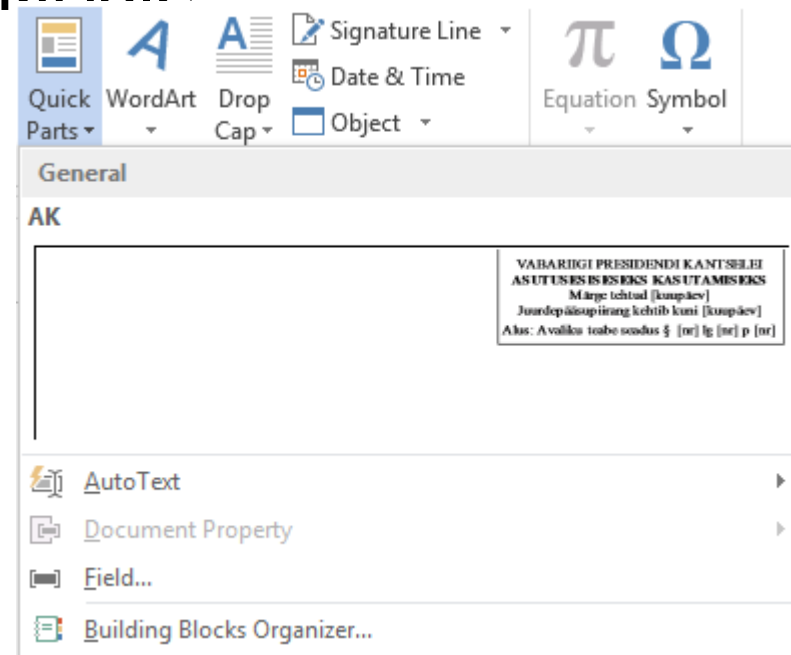 Quick Parts
WordArt
Drop Cap
Signature Line
Date & Time
Object
π
Equation
Ω
Symbol
General
AK
VABARIIGI PRESIDENDI KANTSELEI
ASUTUSESISESEKS KASUTAMISEKS
Märge tehtud [kuupäev]
Juurdepääsupiirang kehtib kuni [kuupäev]
Alus: Avaliku teabe seadus § [nr] lg [nr] p [nr]
AutoText
Document Property
Field...
Building Blocks Organizer...